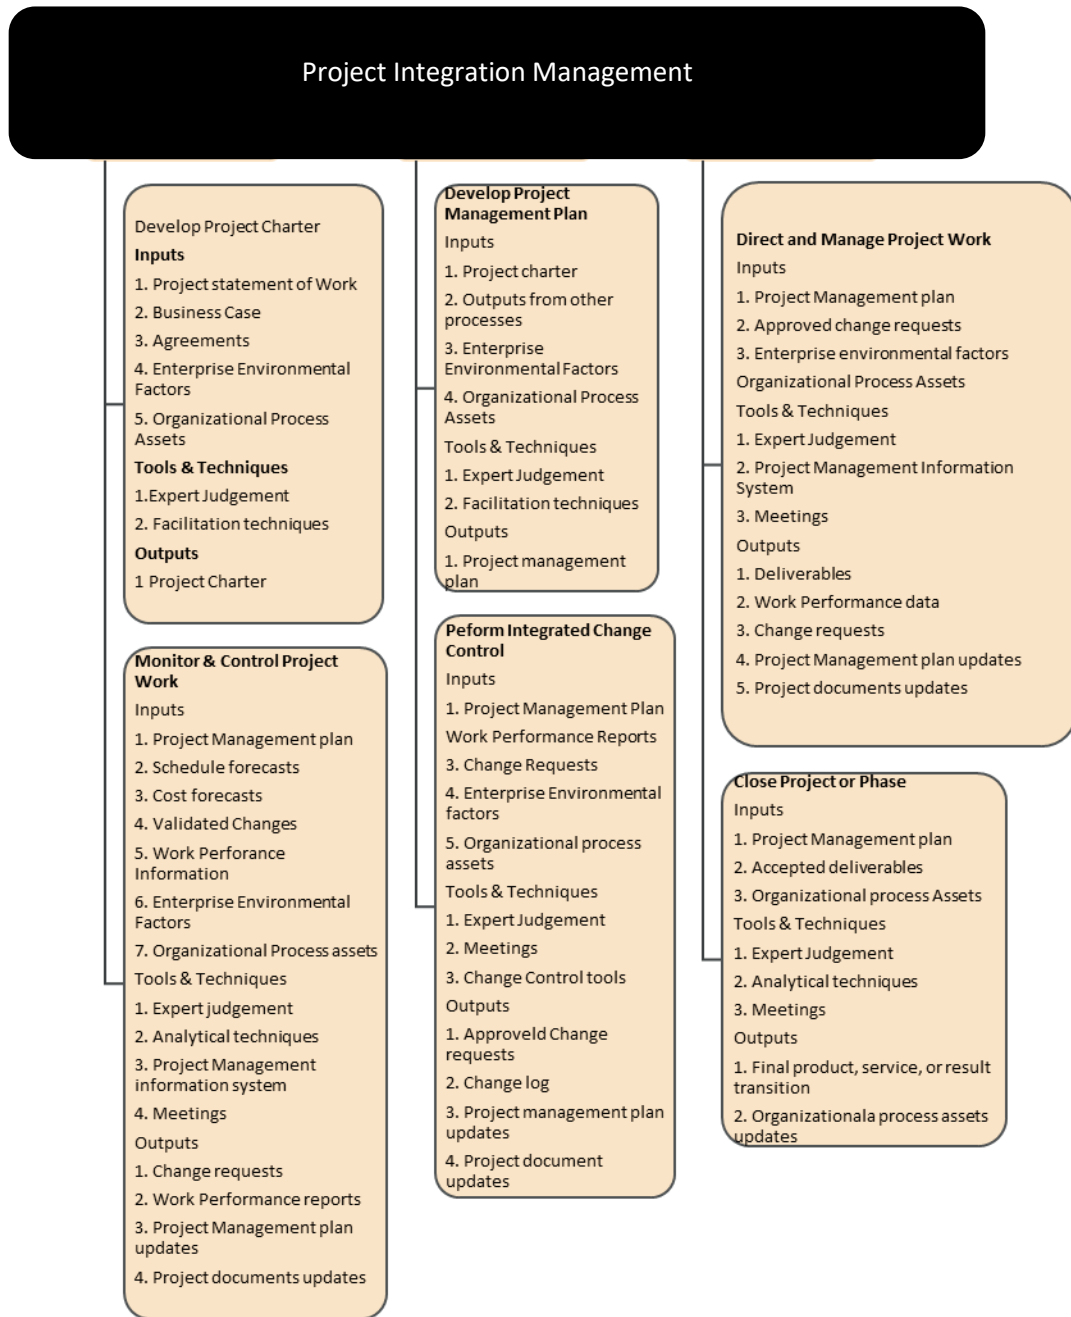 Project Integration Management
Develop Project Charter
Inputs
1. Project statement of Work
2. Business Case
3. Agreements
4. Enterprise Environmental
Factors
5. Organizational Process
Assets
Tools & Techniques
1.Expert Judgement
2. Facilitation techniques
Outputs
1 Project Charter
Monitor & Control Project
Work
Inputs
1. Project Management plan
2. Schedule forecasts
3. Cost forecasts
4. Validated Changes
5. Work Perforance
Information
6. Enterprise Environmental
Factors
7. Organizational Process assets
Tools & Techniques
1. Expert judgement
2. Analytical techniques
3. Project Management
information system
4. Meetings
Outputs
1. Change requests
2. Work Performance reports
3. Project Management plan
updates
4. Project documents updates
Develop Project
Management Plan
Inputs
1. Project charter
2. Outputs from other
processes
3. Enterprise
Environmental Factors
4. Organizational Process
Assets
Tools & Techniques
1. Expert Judgement
2. Facilitation techniques
Outputs
1. Project management
plan
Peform Integrated Change
Control
Inputs
1. Project Management Plan
Work Performance Reports
3. Change Requests
4. Enterprise Environmental
factors
5. Organizational process
assets
Tools & Techniques
1. Expert Judgement
2. Meetings
3. Change Control tools
Outputs
1. Approveld Change
requests
2. Change log
3. Project management plan
updates
4. Project document
updates
Direct and Manage Project Work
Inputs
1. Project Management plan
2. Approved change requests
3. Enterprise environmental factors
Organizational Process Assets
Tools & Techniques
1. Expert Judgement
2. Project Management Information
System
3. Meetings
Outputs
1. Deliverables
2. Work Performance data
3. Change requests
4. Project Management plan updates
5. Project documents updates
Close Project or Phase
Inputs
1. Project Management plan
2. Accepted deliverables
3. Organizational process Assets
Tools & Techniques
1. Expert Judgement
2. Analytical techniques
3. Meetings
Outputs
1. Final product, service, or result
transition
2. Organizationala process assets
updates